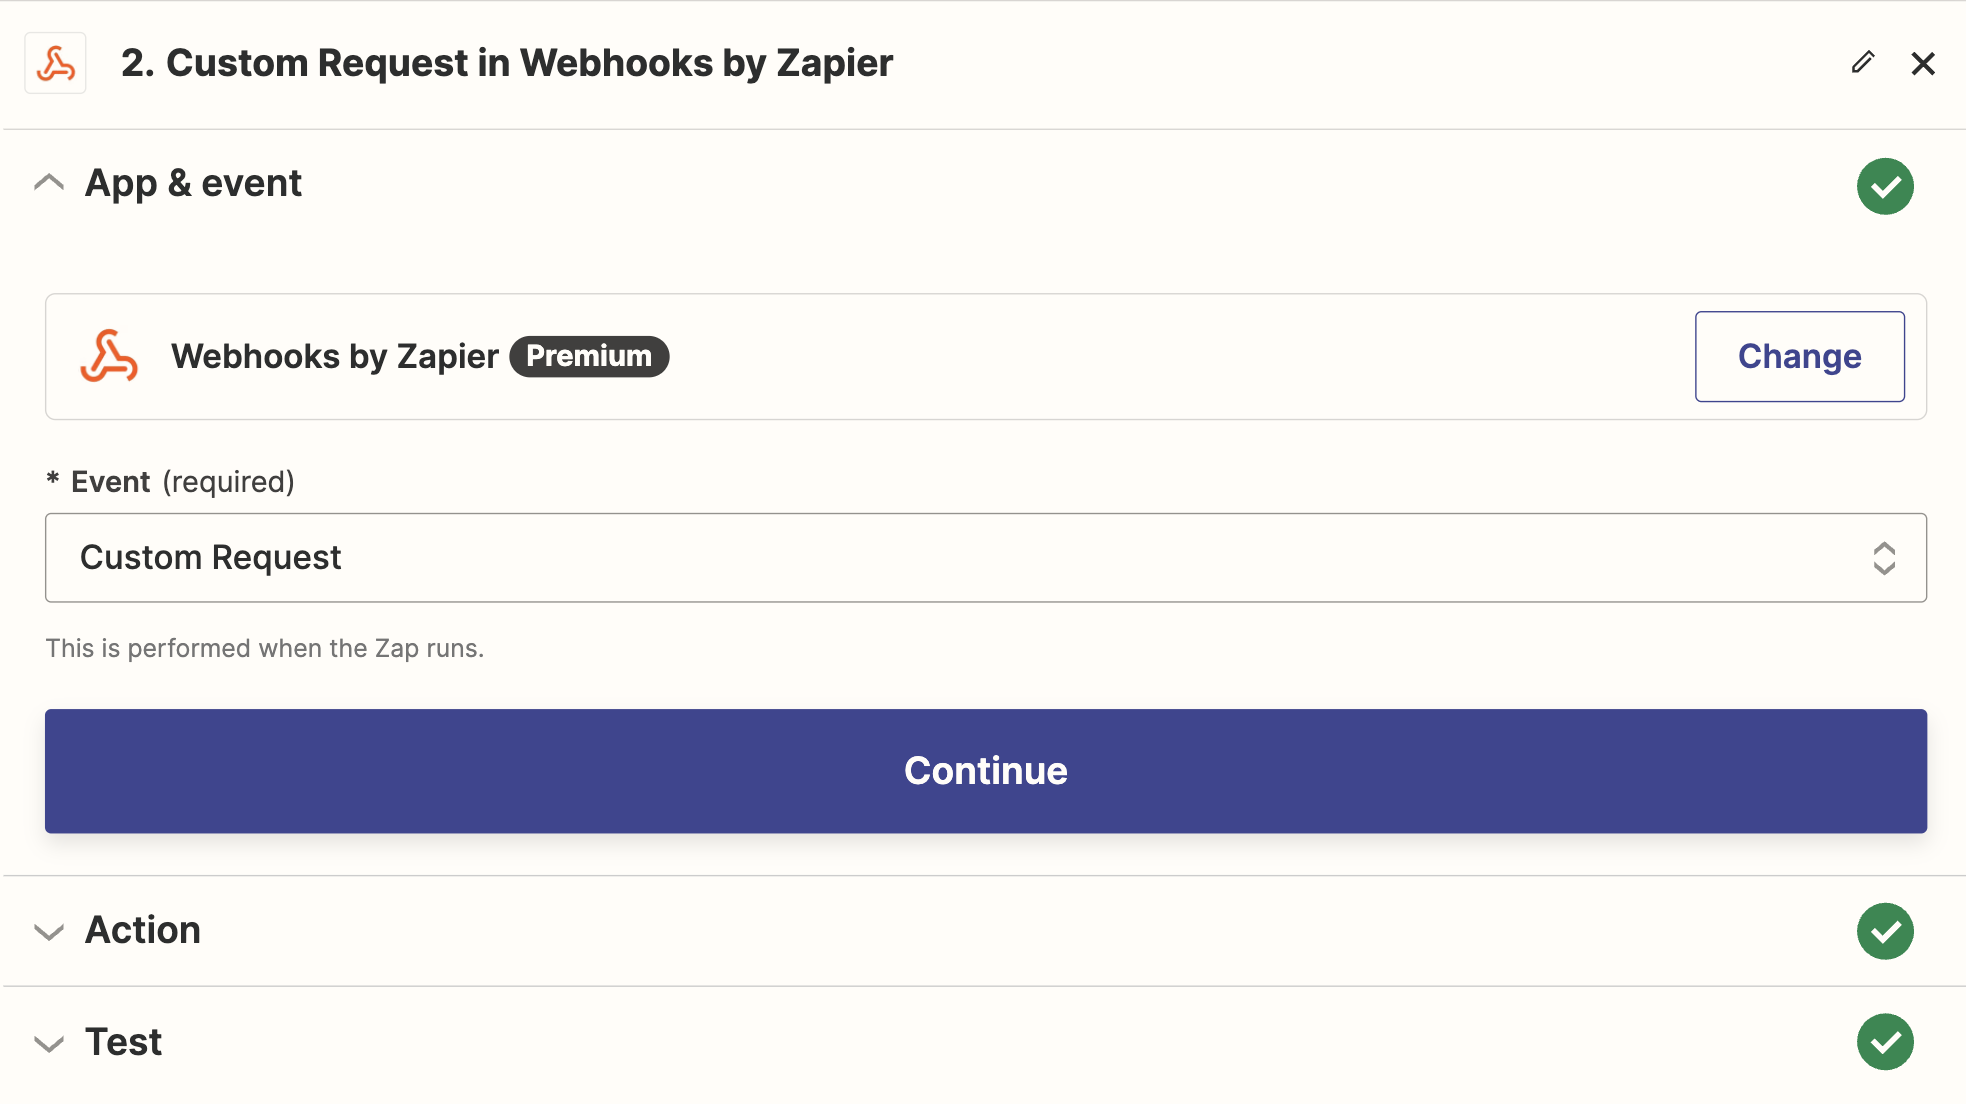 2. Custom Request in Webhooks by Zapier
App & event
Webhooks by Zapier Premium
Change
* Event (required)
Custom Request
This is performed when the Zap runs.
Continue
Action
Test